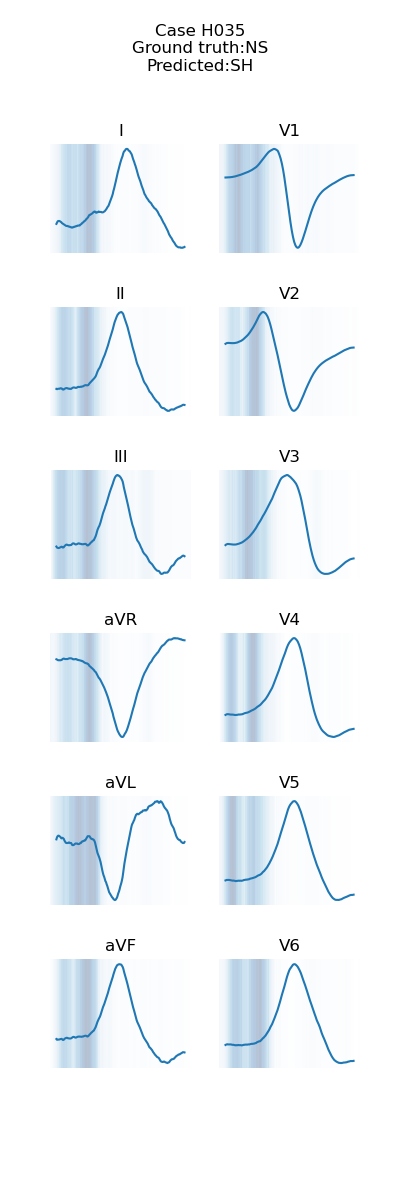 Case H035
Ground truth:NS
Predicted:SH
I
V1
II
V2
III
V3
aVR
V4
aVL
V5
aVF
V6